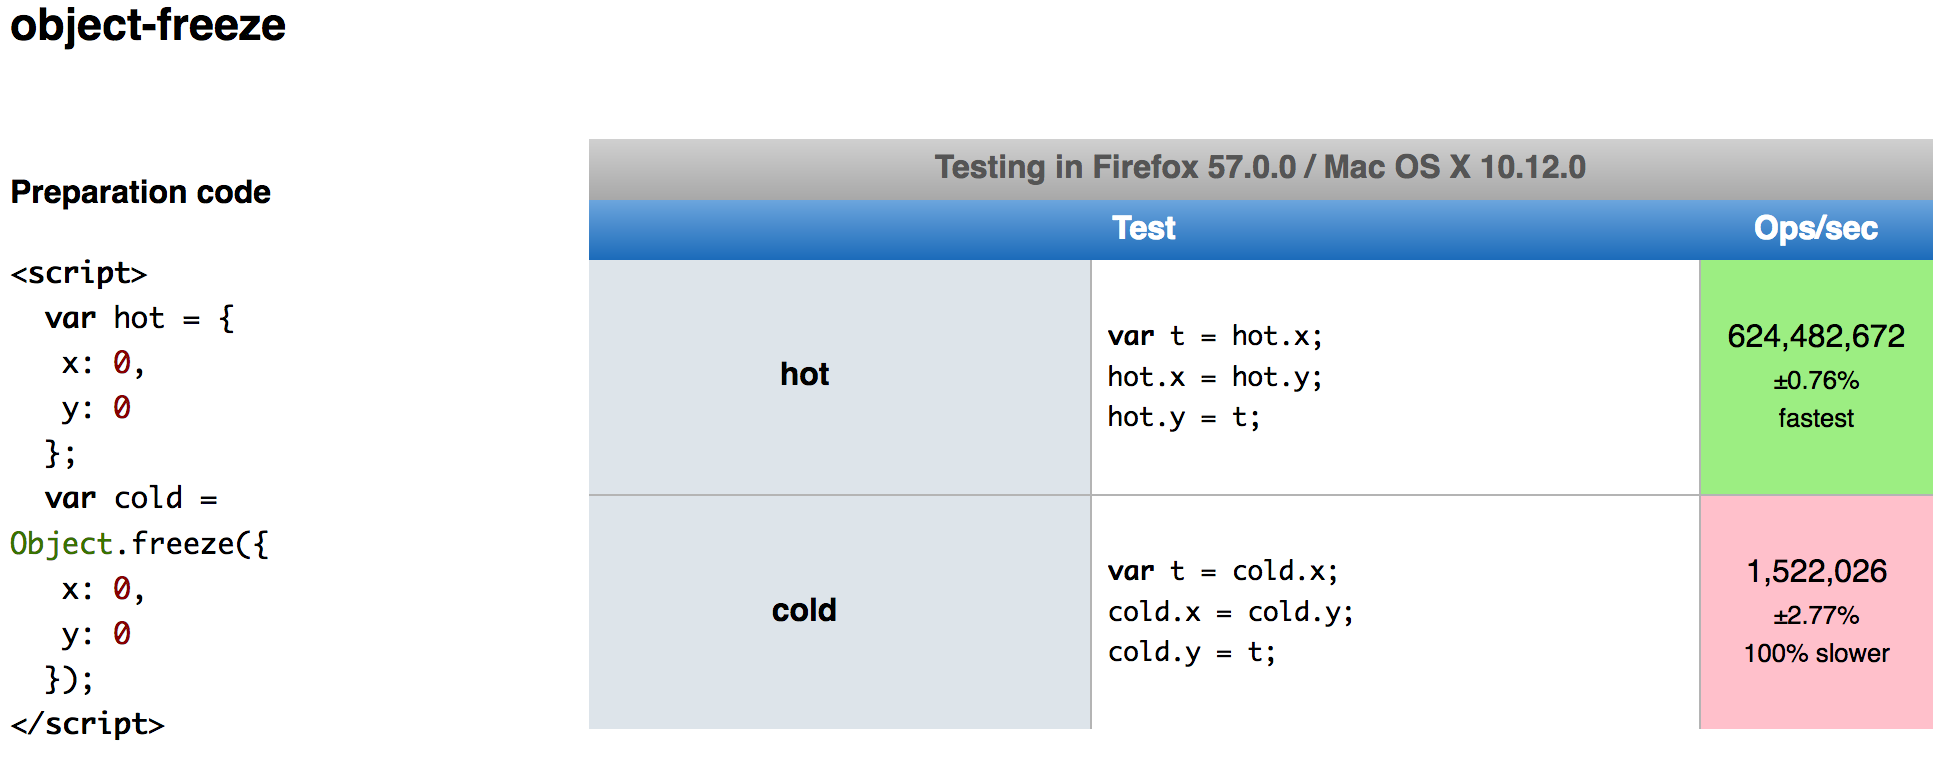 object-freeze
Preparation code
<script>
  var hot = {
   x: 0,
   y: 0
  };
  var cold =
Object.freeze({
   x: 0,
   y: 0
  });
</script>
Testing in Firefox 57.0.0 / Mac OS X 10.12.0
Test Ops/sec
hot
var t = hot.x;
hot.x = hot.y;
hot.y = t;
624,482,672
±0.76%
fastest
cold
var t = cold.x;
cold.x = cold.y;
cold.y = t;
1,522,026
±2.77%
100% slower